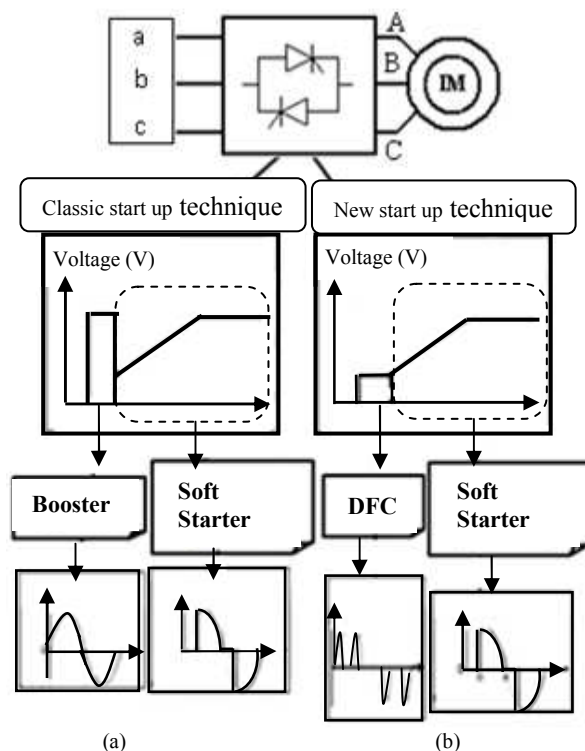 a
b
c
A
B
C
IM
Classic start up technique
New start up technique
Voltage (V)
Voltage (V)
Booster
Soft
Starter
DFC
Soft
Starter
(a)
(b)